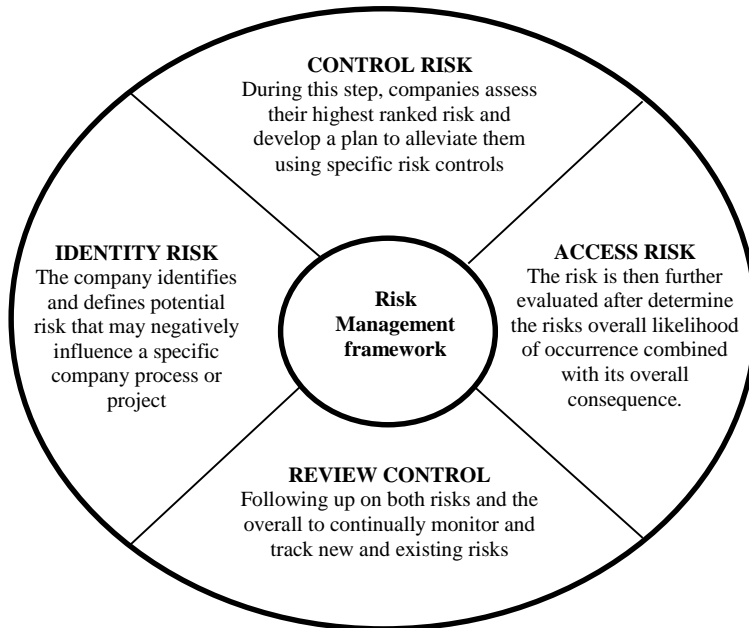 CONTROL RISK
During this step, companies assess
their highest ranked risk and
develop a plan to alleviate them
using specific risk controls
IDENTITY RISK
The company identifies
and defines potential
risk that may negatively
influence a specific
company process or
project
Risk
Management
framework
ACCESS RISK
The risk is then further
evaluated after determine
the risks overall likelihood
of occurrence combined
with its overall
consequence.
REVIEW CONTROL
Following up on both risks and the
overall to continually monitor and
track new and existing risks